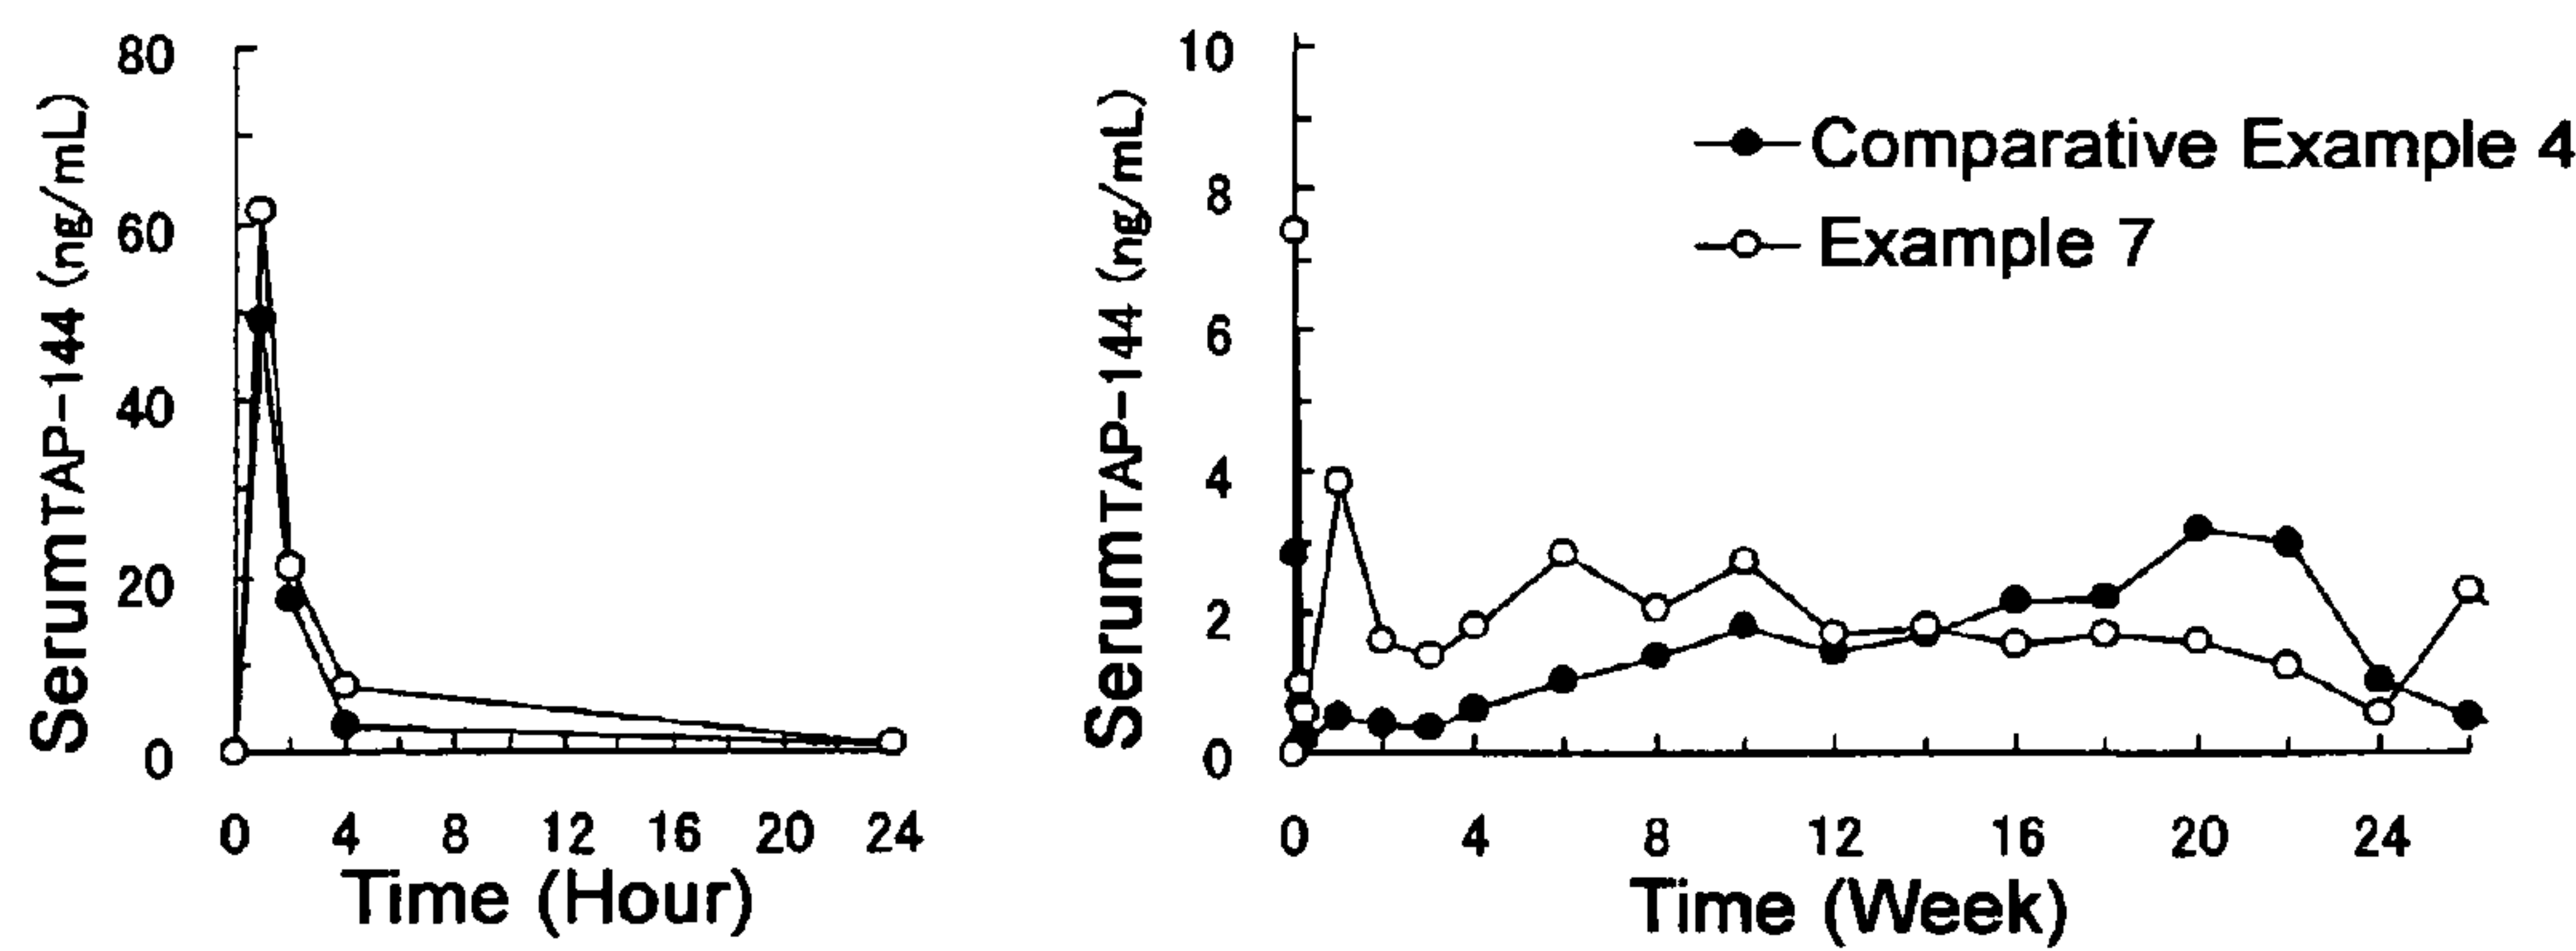 SerumTAP-144 (ng/mL)
80
60
40
20
0
0 4 8 12 16 20 24
Time (Hour)
SerumTAP-144 (ng/mL)
10
8
6
4
2
0
0 4 8 12 16 20 24
Time (Week)
Comparative Example 4
Example 7